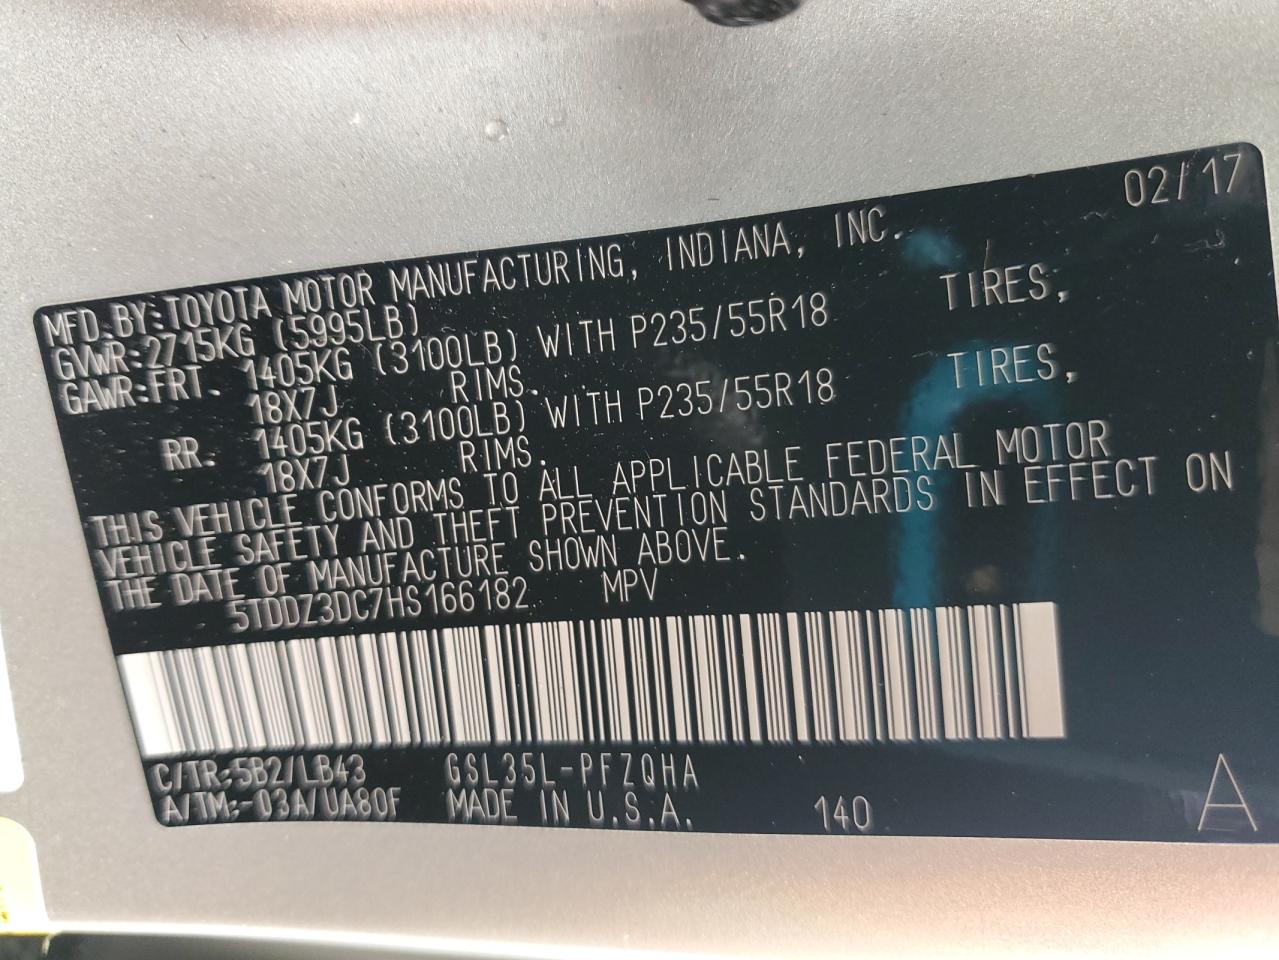 02/17
MFD. BY: TOYOTA MOTOR MANUFACTURING, INDIANA, INC.
GVWR: 2715KG (5995LB)
GAWR: FRT. 1405KG (3100LB) WITH P235/55R18 TIRES,
18X7J RIMS.
RR. 1405KG (3100LB) WITH P235/55R18 TIRES,
18X7J RIMS.
THIS VEHICLE CONFORMS TO ALL APPLICABLE FEDERAL MOTOR
VEHICLE SAFETY AND THEFT PREVENTION STANDARDS IN EFFECT ON
THE DATE OF MANUFACTURE SHOWN ABOVE.
5TDDZ3DC7HS166182 MPV
C/TR: 5B2/LB43 GSL35L-PFZQHA
A/TM: -03A/UA80F MADE IN U.S.A. 140
A